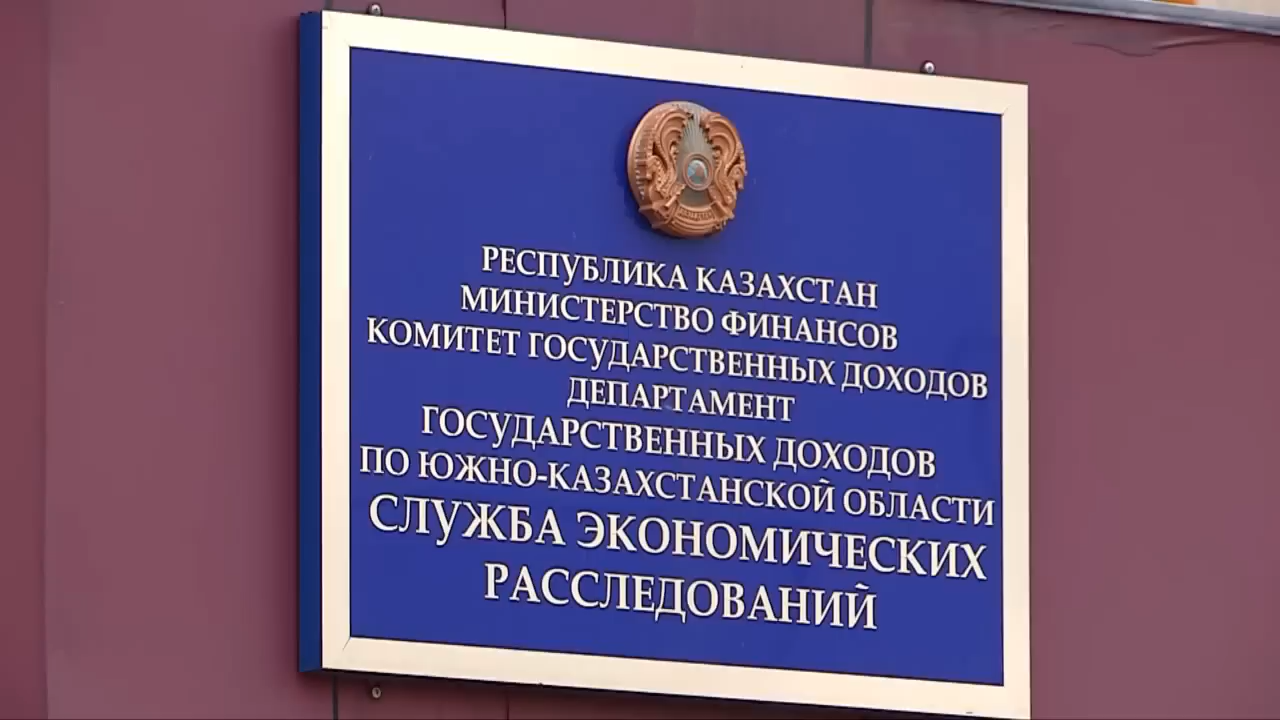 РЕСПУБЛИКА КАЗАХСТАН
МИНИСТЕРСТВО ФИНАНСОВ
КОМИТЕТ ГОСУДАРСТВЕННЫХ ДОХОДОВ
ДЕПАРТАМЕНТ
ГОСУДАРСТВЕННЫХ ДОХОДОВ
ПО ЮЖНО-КАЗАХСТАНСКОЙ ОБЛАСТИ
СЛУЖБА ЭКОНОМИЧЕСКИХ
РАССЛЕДОВАНИЙ